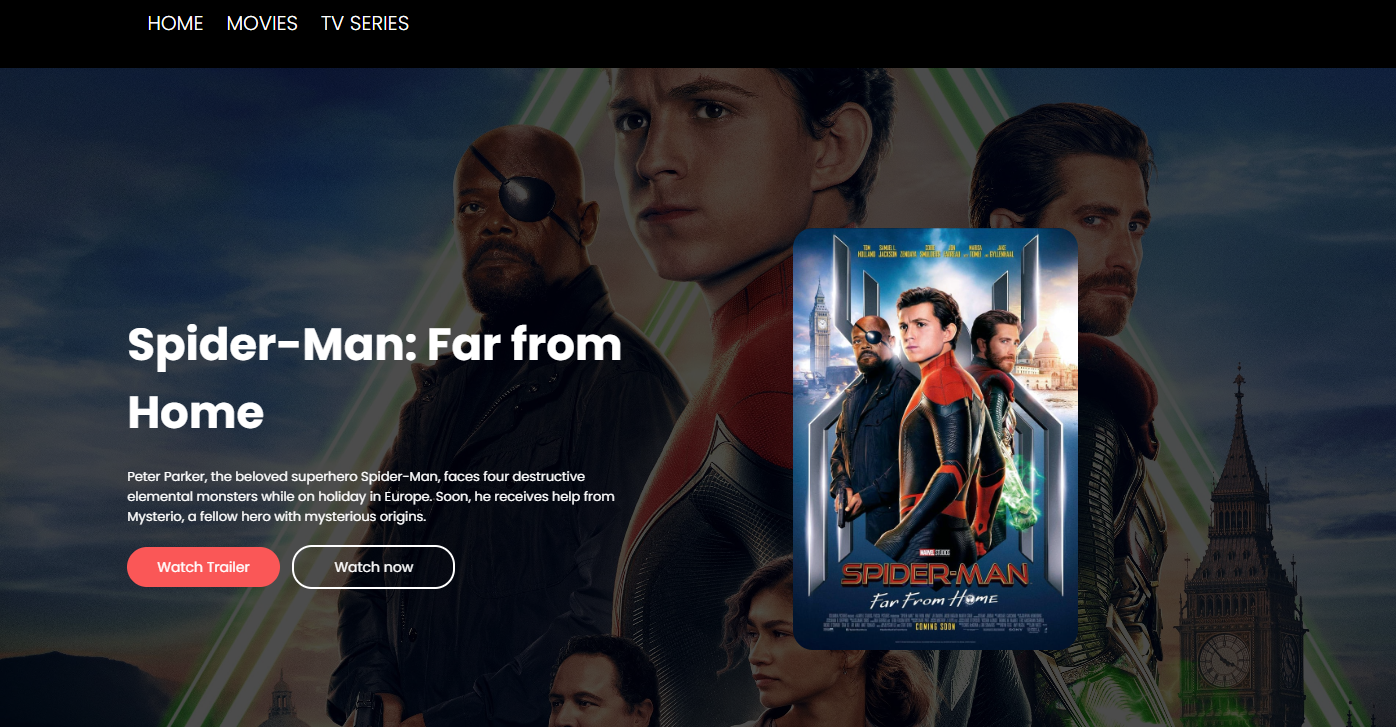 HOME MOVIES TV SERIES
Spider-Man: Far from
Home
Peter Parker, the beloved superhero Spider-Man, faces four destructive
elemental monsters while on holiday in Europe. Soon, he receives help from
Mysterio, a fellow hero with mysterious origins.
Watch Trailer Watch now
TOM SAMUEL L. JON MARISA JAKE
HOLLAND JACKSON ZENDAYA FAVREAU TOMEI GYLLENHAAL
MARVEL STUDIOS
SPIDER-MAN
Far From Home
COMING SOON